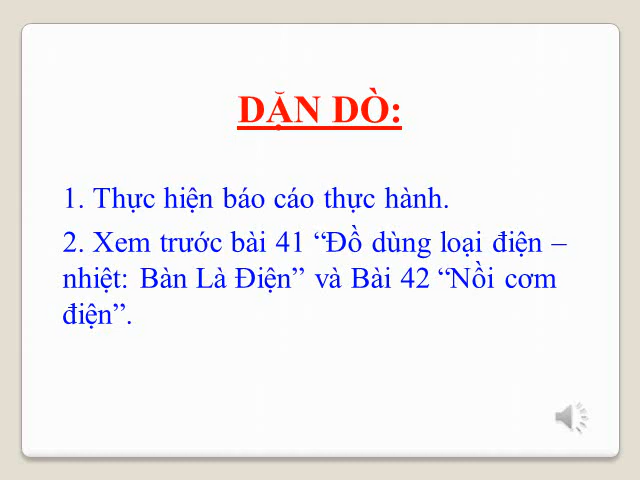 DẶN DÒ:
1. Thực hiện báo cáo thực hành.
2. Xem trước bài 41 “Đồ dùng loại điện –
nhiệt: Bàn Là Điện” và Bài 42 “Nồi cơm
điện”.